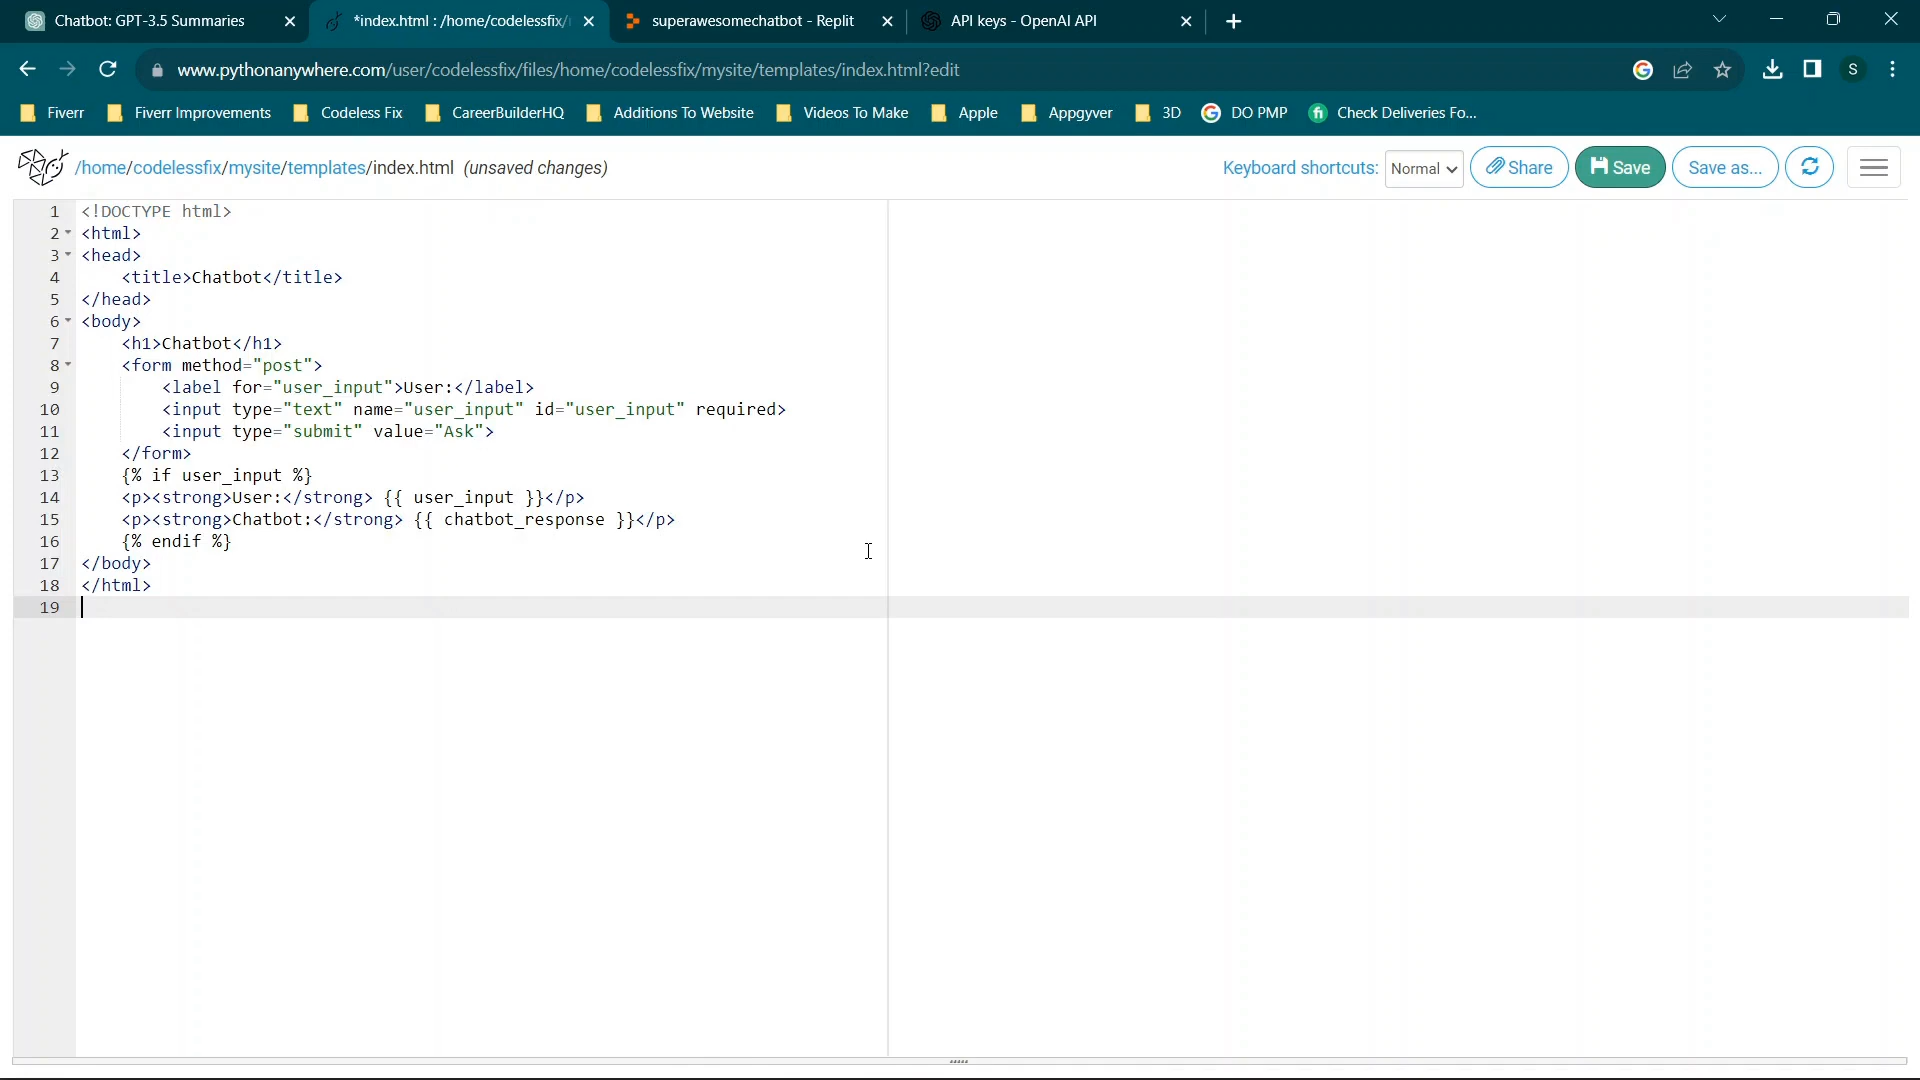 Chatbot: GPT-3.5 Summaries
*index.html : /home/codelessfix/
superawesomechatbot - Replit
API keys - OpenAI API
www.pythonanywhere.com/user/codelessfix/files/home/codelessfix/mysite/templates/index.html?edit
S
Fiverr
Fiverr Improvements
Codeless Fix
CareerBuilderHQ
Additions To Website
Videos To Make
Apple
Appgyver
3D
DO PMP
Check Deliveries Fo...
/home/codelessfix/mysite/templates/index.html (unsaved changes)
Keyboard shortcuts: Normal
Share
Save
Save as...
1 <!DOCTYPE html>
2 <html>
3 <head>
4     <title>Chatbot</title>
5 </head>
6 <body>
7     <h1>Chatbot</h1>
8     <form method="post">
9         <label for="user_input">User:</label>
10         <input type="text" name="user_input" id="user_input" required>
11         <input type="submit" value="Ask">
12     </form>
13     {% if user_input %}
14     <p><strong>User:</strong> {{ user_input }}</p>
15     <p><strong>Chatbot:</strong> {{ chatbot_response }}</p>
16     {% endif %}
17 </body>
18 </html>
19